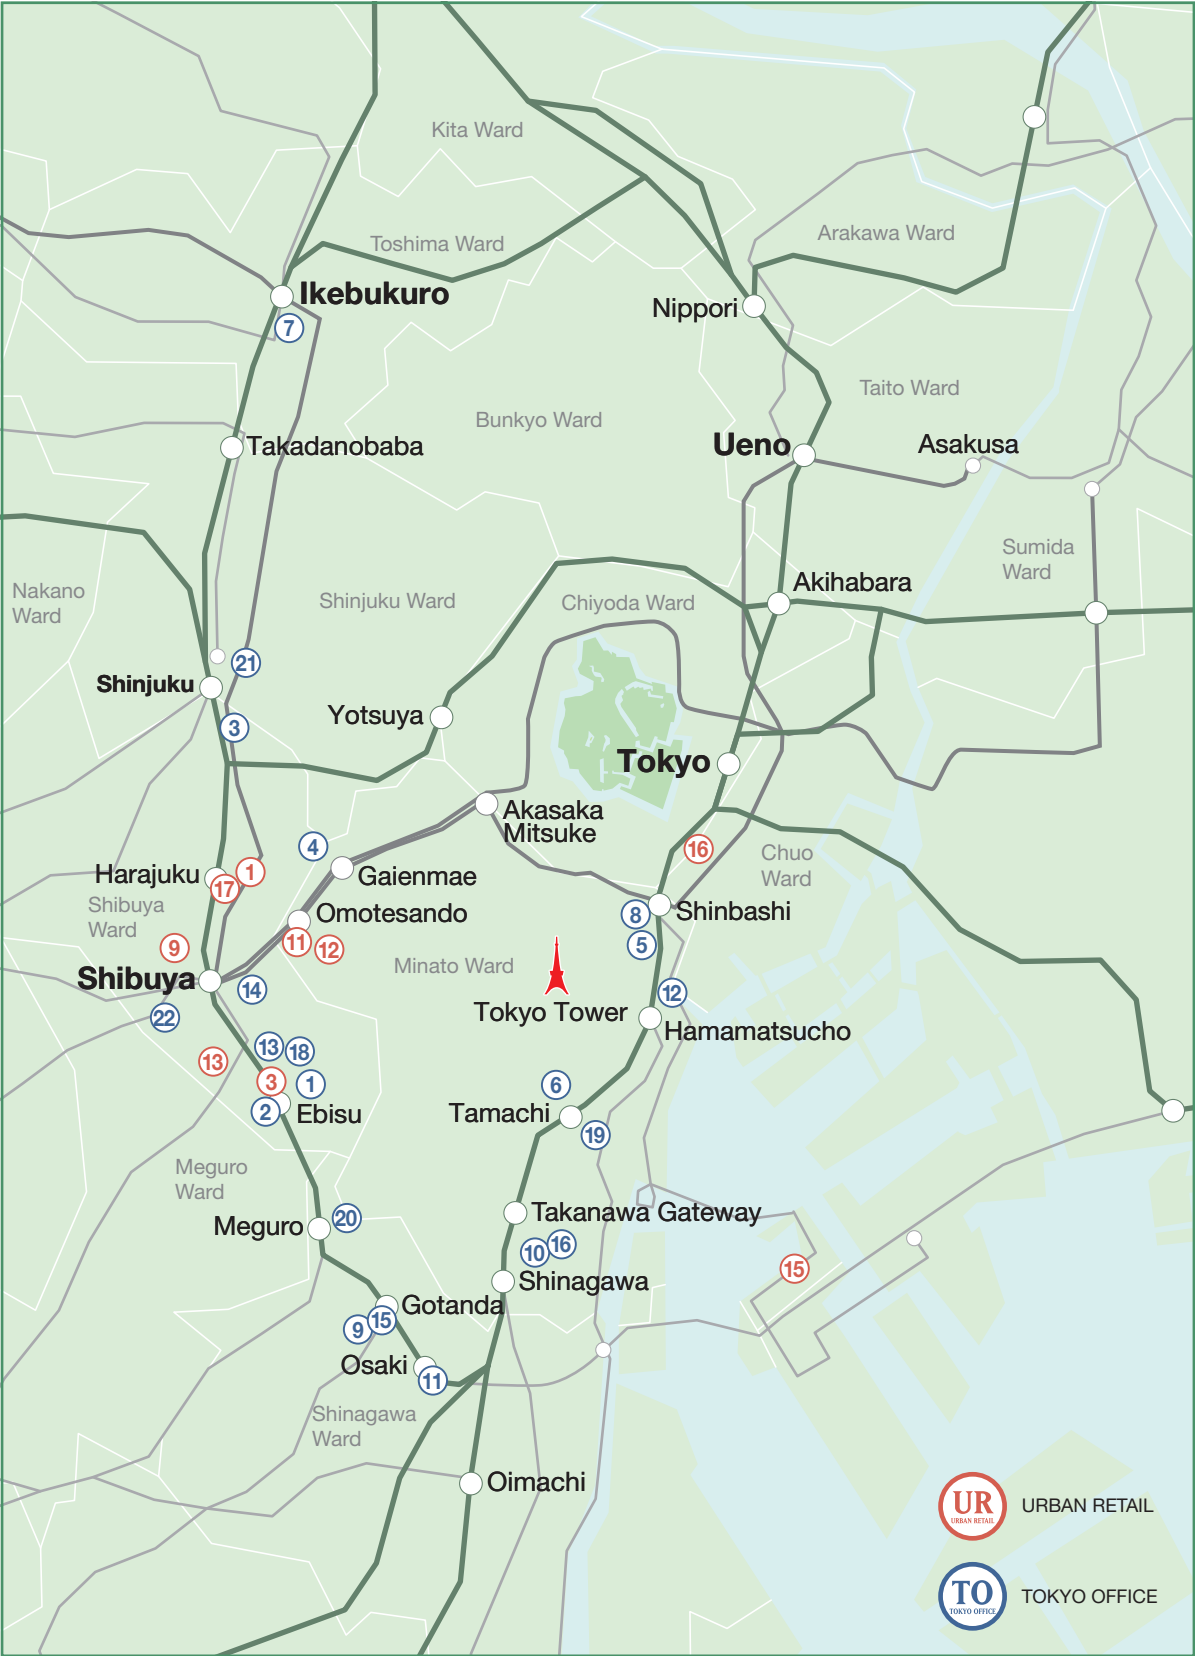 Kita Ward
Toshima Ward
Arakawa Ward
Ikebukuro
Nippori
7
Taito Ward
Bunkyo Ward
Takadanobaba
Ueno
Asakusa
Sumida
Ward
Nakano
Ward
Akihabara
Shinjuku Ward
Chiyoda Ward
21
Shinjuku
Yotsuya
3
Tokyo
Akasaka
Mitsuke
4
16
Chuo
Ward
Harajuku
17
1
Gaienmae
Shibuya
Ward
Omotesando
8
Shinbashi
9
11
12
5
Shibuya
14
Minato Ward
12
Tokyo Tower
22
Hamamatsucho
13
18
13
3
1
6
2
Ebisu
Tamachi
19
Meguro
Ward
Meguro
20
Takanawa Gateway
10
16
15
Shinagawa
Gotanda
9
15
Osaki
11
Shinagawa
Ward
Oimachi
UR
URBAN RETAIL
URBAN RETAIL
TO
TOKYO OFFICE
TOKYO OFFICE